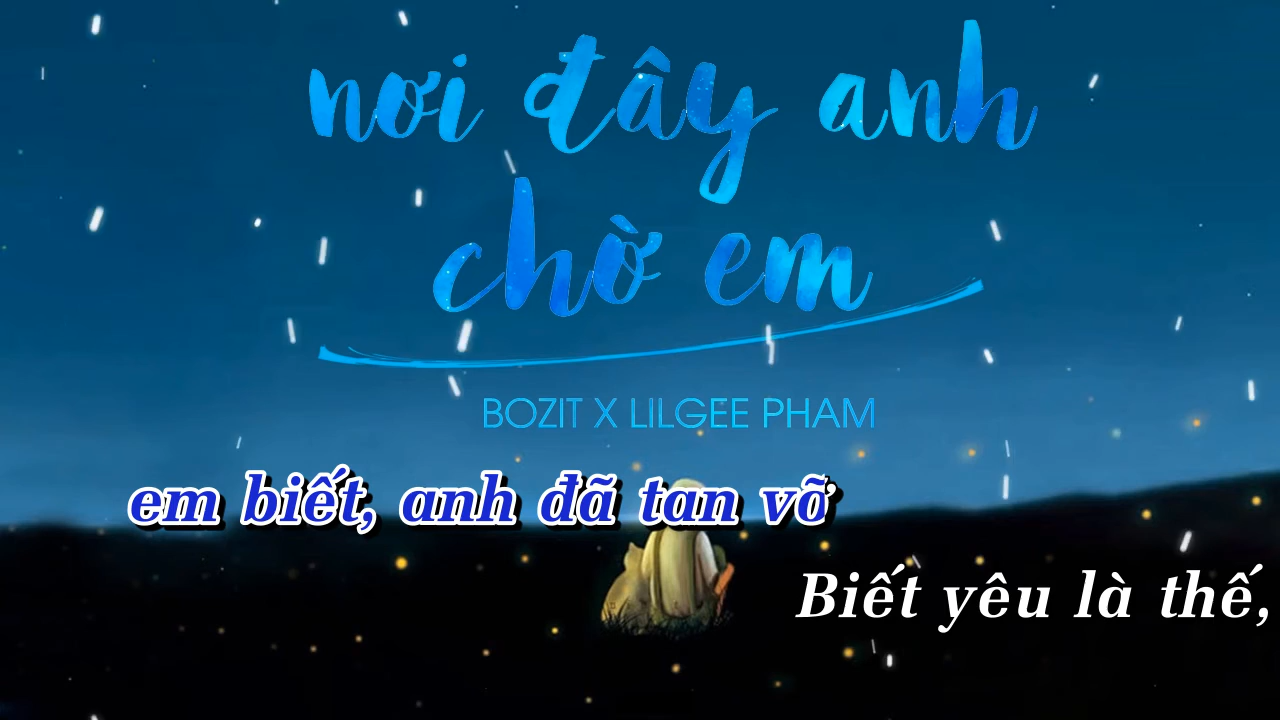 nơi đây anh
chờ em
BOZIT X LILGEE PHAM
em biết, anh đã tan vỡ
Biết yêu là thế,